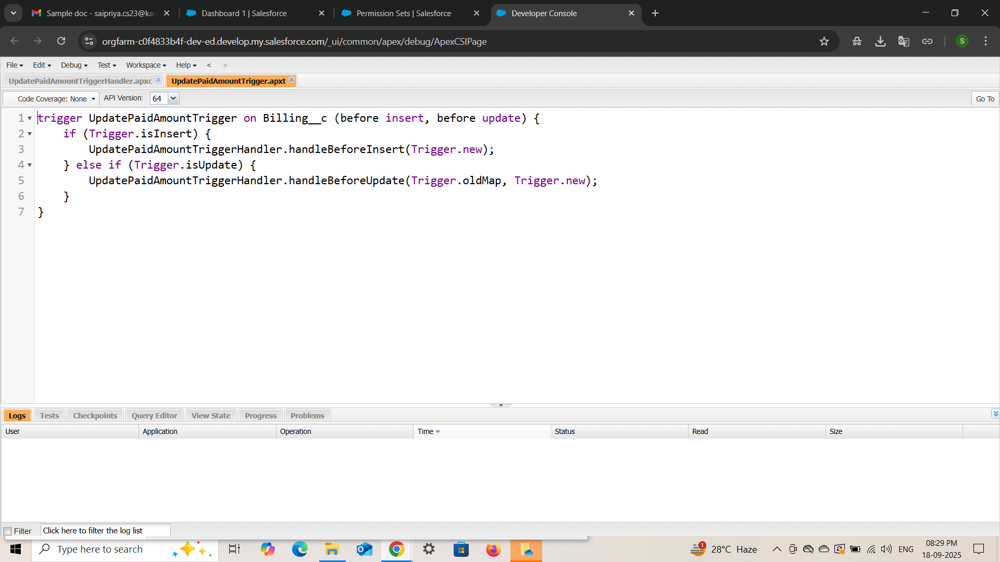 Sample doc - saipriya.cs23@kas
Dashboard 1 | Salesforce
Permission Sets | Salesforce
Developer Console
orgfarm-c0f4833b4f-dev-ed.develop.my.salesforce.com/_ui/common/apex/debug/ApexCSIPage
S
File Edit Debug Test Workspace Help < >
UpdatePaidAmountTriggerHandler.apxc UpdatePaidAmountTrigger.apxt
Code Coverage: None API Version: 64 Go To
1 trigger UpdatePaidAmountTrigger on Billing__c (before insert, before update) {
2     if (Trigger.isInsert) {
3         UpdatePaidAmountTriggerHandler.handleBeforeInsert(Trigger.new);
4     } else if (Trigger.isUpdate) {
5         UpdatePaidAmountTriggerHandler.handleBeforeUpdate(Trigger.oldMap, Trigger.new);
6     }
7 }
Logs Tests Checkpoints Query Editor View State Progress Problems
User Application Operation Time Status Read Size
Filter Click here to filter the log list
Type here to search
1 28°C Haze
ENG
08:29 PM
18-09-2025